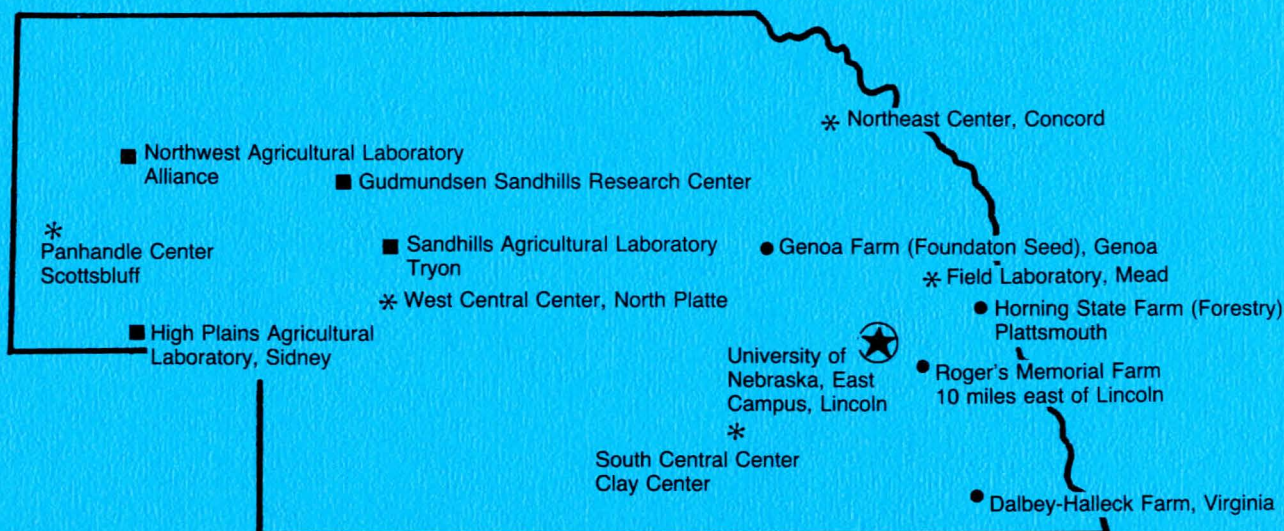 Northeast Center, Concord
Northwest Agricultural Laboratory
Alliance
Gudmundsen Sandhills Research Center
Panhandle Center
Scottsbluff
Sandhills Agricultural Laboratory
Tryon
Genoa Farm (Foundaton Seed), Genoa
Field Laboratory, Mead
West Central Center, North Platte
Horning State Farm (Forestry)
Plattsmouth
High Plains Agricultural
Laboratory, Sidney
University of
Nebraska, East
Campus, Lincoln
Roger's Memorial Farm
10 miles east of Lincoln
South Central Center
Clay Center
Dalbey-Halleck Farm, Virginia